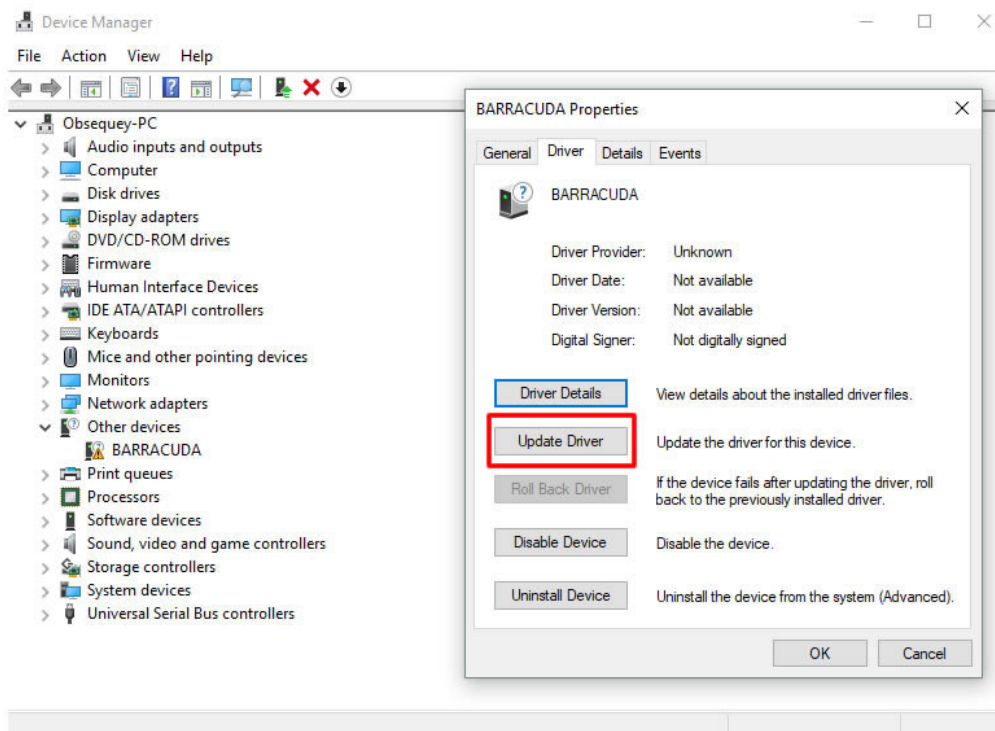 Device Manager
File Action View Help
Obsequey-PC
Audio inputs and outputs
Computer
Disk drives
Display adapters
DVD/CD-ROM drives
Firmware
Human Interface Devices
IDE ATA/ATAPI controllers
Keyboards
Mice and other pointing devices
Monitors
Network adapters
Other devices
BARRACUDA
Print queues
Processors
Software devices
Sound, video and game controllers
Storage controllers
System devices
Universal Serial Bus controllers
BARRACUDA Properties
General Driver Details Events
BARRACUDA
Driver Provider: Unknown
Driver Date: Not available
Driver Version: Not available
Digital Signer: Not digitally signed
Driver Details View details about the installed driver files.
Update Driver Update the driver for this device.
Roll Back Driver If the device fails after updating the driver, roll
back to the previously installed driver.
Disable Device Disable the device.
Uninstall Device Uninstall the device from the system (Advanced).
OK Cancel